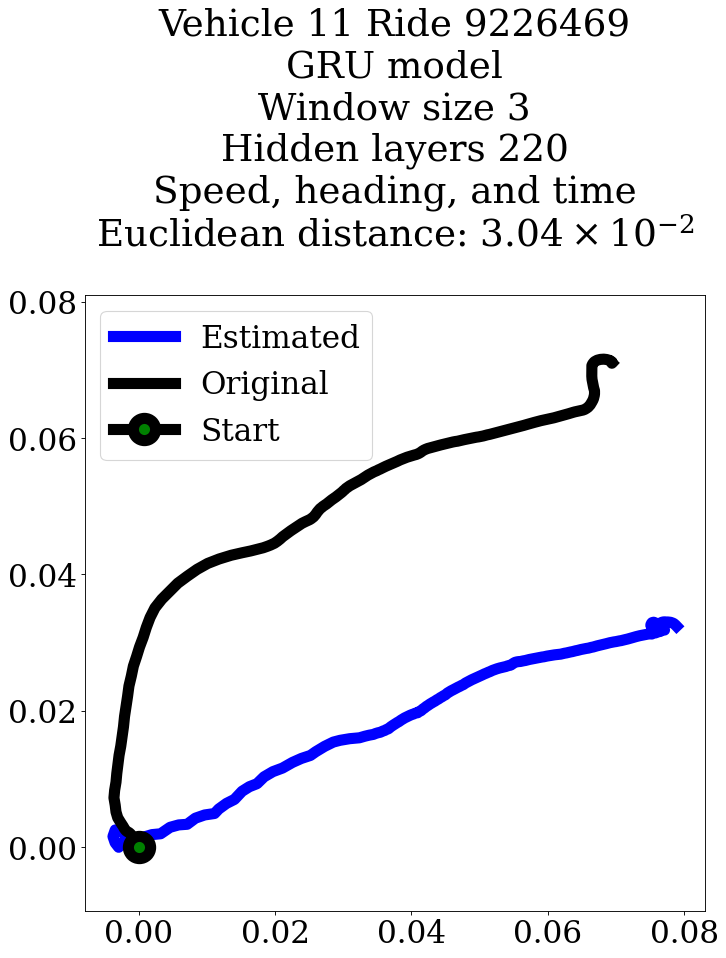 Vehicle 11 Ride 9226469
GRU model
Window size 3
Hidden layers 220
Speed, heading, and time
Euclidean distance: 3.04 × 10⁻²
0.08
Estimated
Original
Start
0.06
0.04
0.02
0.00
0.00 0.02 0.04 0.06 0.08